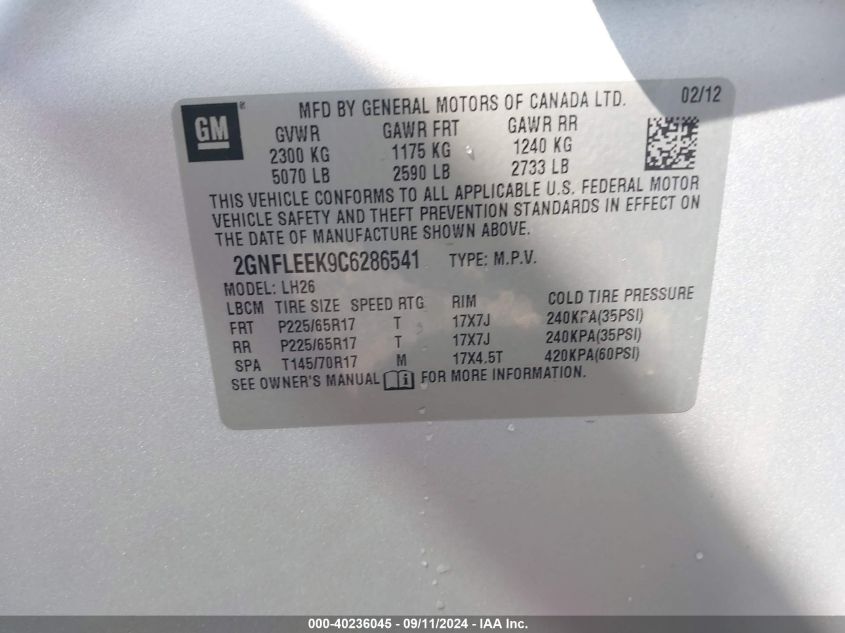 GM ®
MFD BY GENERAL MOTORS OF CANADA LTD. 02/12
GVWR GAWR FRT GAWR RR
2300 KG 1175 KG 1240 KG
5070 LB 2590 LB 2733 LB
THIS VEHICLE CONFORMS TO ALL APPLICABLE U.S. FEDERAL MOTOR
VEHICLE SAFETY AND THEFT PREVENTION STANDARDS IN EFFECT ON
THE DATE OF MANUFACTURE SHOWN ABOVE.
2GNFLEEK9C6286541 TYPE: M.P.V.
MODEL: LH26
LBCM TIRE SIZE SPEED RTG RIM COLD TIRE PRESSURE
FRT P225/65R17 T 17X7J 240KPA(35PSI)
RR P225/65R17 T 17X7J 240KPA(35PSI)
SPA T145/70R17 M 17X4.5T 420KPA(60PSI)
SEE OWNER'S MANUAL FOR MORE INFORMATION.
000-40236045 - 09/11/2024 - IAA Inc.